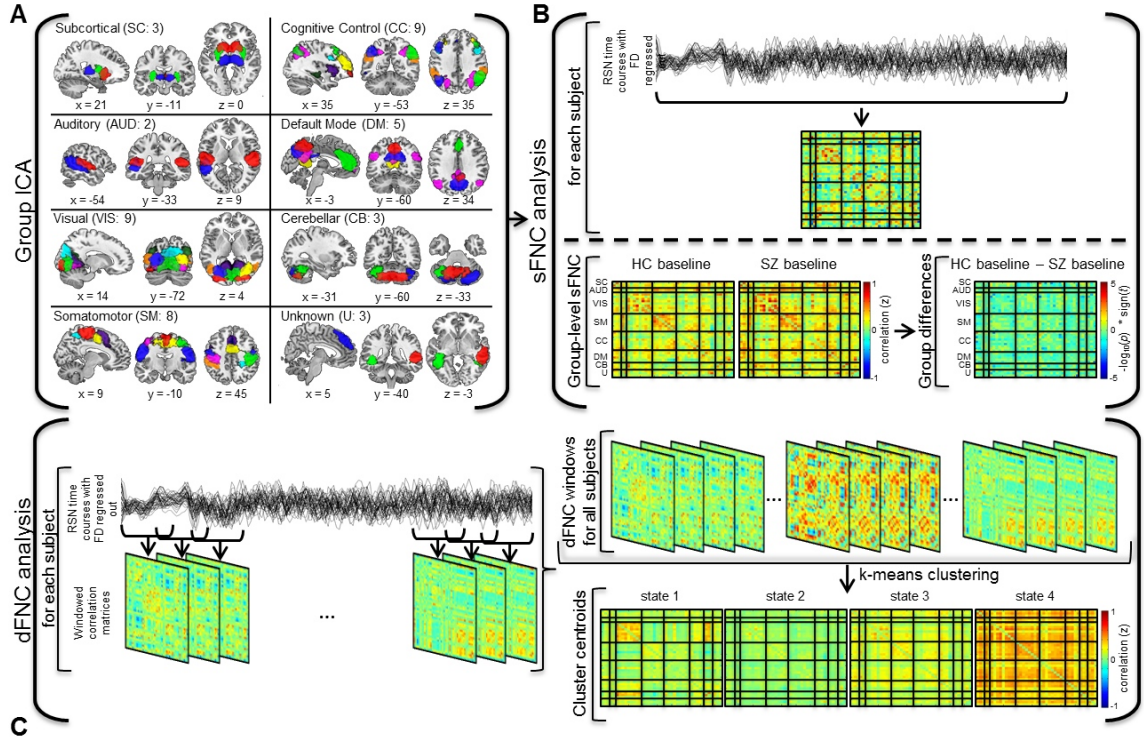 A
Group ICA
Subcortical (SC: 3)
x = 21 y = -11 z = 0
Cognitive Control (CC: 9)
x = 35 y = -53 z = 35
Auditory (AUD: 2)
x = -54 y = -33 z = 9
Default Mode (DM: 5)
x = -3 y = -60 z = 34
Visual (VIS: 9)
x = 14 y = -72 z = 4
Cerebellar (CB: 3)
x = -31 y = -60 z = -33
Somatomotor (SM: 8)
x = 9 y = -10 z = 45
Unknown (U: 3)
x = 5 y = -40 z = -3
B
sFNC analysis
for each subject
RSN time
courses with
FD
regressed
out
Group-level sFNC
HC baseline
SZ baseline
SC
AUD
VIS
SM
CC
DM
CB
U
1
0
-1
correlation (z)
Group differences
HC baseline – SZ baseline
SC
AUD
VIS
SM
CC
DM
CB
U
5
0
-5
-log₁₀(p) * sign(t)
C
dFNC analysis
for each subject
RSN time
courses with
FD regressed
out
Windowed
correlation
matrices
...
dFNC windows
for all subjects
... ...
k-means clustering
Cluster centroids
state 1 state 2 state 3 state 4
1
0
-1
correlation (z)